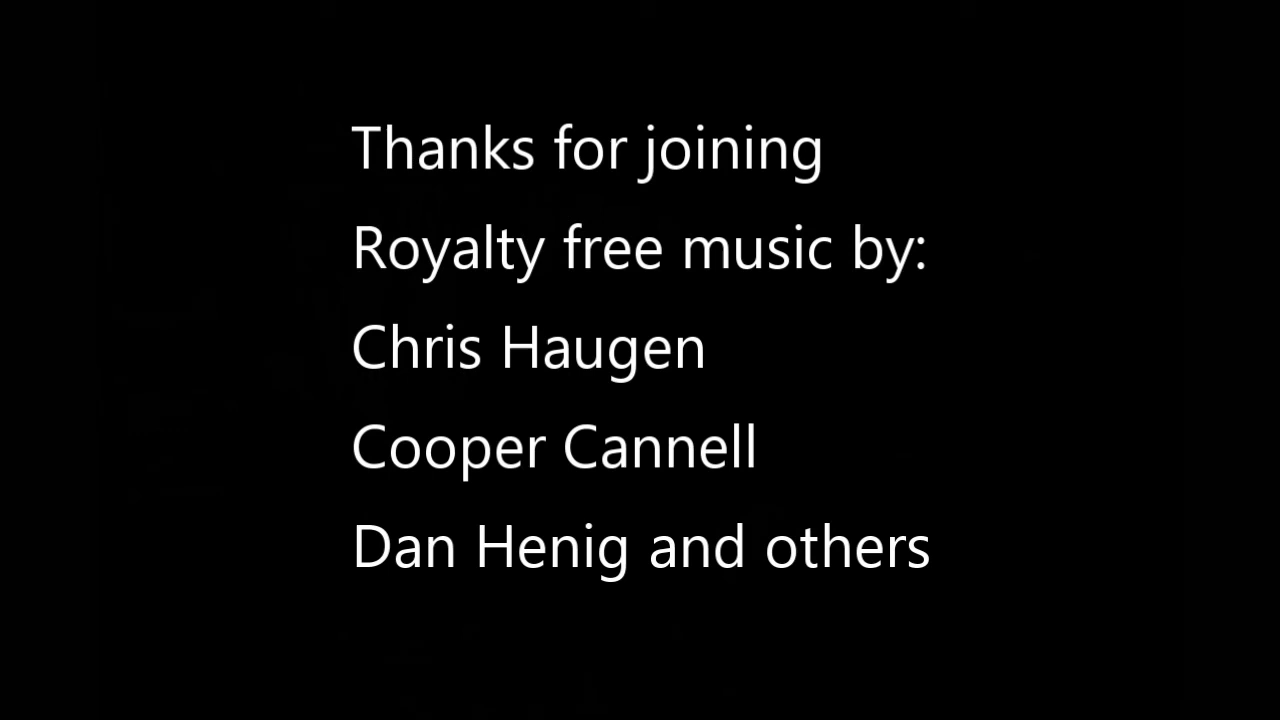 Thanks for joining
Royalty free music by:
Chris Haugen
Cooper Cannell
Dan Henig and others